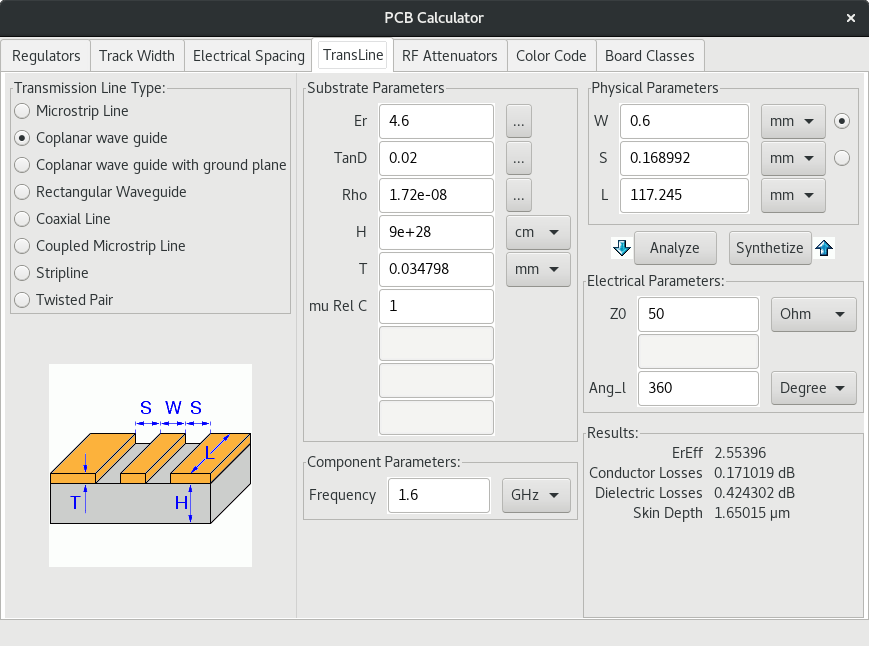 PCB Calculator ×
Regulators Track Width Electrical Spacing TransLine RF Attenuators Color Code Board Classes
Transmission Line Type:
Microstrip Line
Coplanar wave guide
Coplanar wave guide with ground plane
Rectangular Waveguide
Coaxial Line
Coupled Microstrip Line
Stripline
Twisted Pair
S W S
L
T
H
Substrate Parameters
Er 4.6 ...
TanD 0.02 ...
Rho 1.72e-08 ...
H 9e+28 cm
T 0.034798 mm
mu Rel C 1
Component Parameters:
Frequency 1.6 GHz
Physical Parameters
W 0.6 mm
S 0.168992 mm
L 117.245 mm
Analyze Synthetize
Electrical Parameters:
Z0 50 Ohm
Ang_l 360 Degree
Results:
ErEff 2.55396
Conductor Losses 0.171019 dB
Dielectric Losses 0.424302 dB
Skin Depth 1.65015 µm